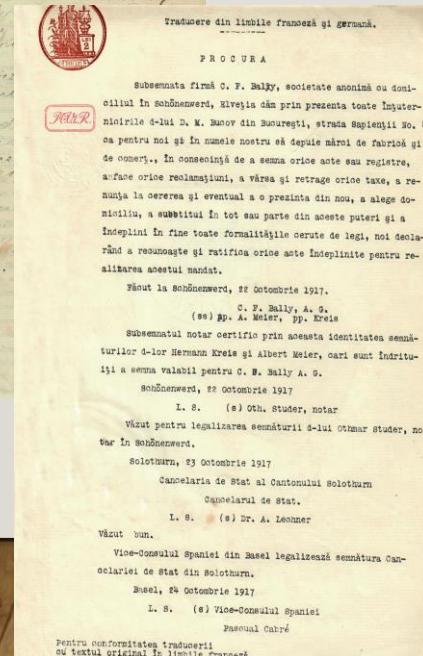 Traducere din limbile franceză şi germană.
PROCURA
Subsemnata firmă C. F. Bally, societate anonimă cu domi-
ciliul în Schönenwerd, Elveţia dăm prin prezenta toate împuter-
nicirile d-lui D. M. Bucov din Bucureşti, strada Sapienţii No.
ca pentru noi şi în numele nostru să depuie mărci de fabrică şi
de comerţ., în consecinţă de a semna orice acte sau registre,
a face orice reclamaţiuni, a vărsa şi retrage orice taxe, a re-
nunţa la cererea şi eventual a o prezinta din nou, a alege do-
miciliu, a substitui în tot sau parte din aceste puteri şi a
îndeplini în fine toate formalităţile cerute de legi, noi decla-
rând a recunoaşte şi ratifica orice acte îndeplinite pentru re-
alizarea acestui mandat.
Făcut la Schönenwerd, 22 Octombrie 1917.
C. F. Bally, A. G.
(ss) pp. A. Meier, pp. Kreis
Subsemnatul notar certific prin aceasta identitatea semnă-
turilor d-lor Hermann Kreis şi Albert Meier, cari sunt îndritu-
iţi a semna valabil pentru C. F. Bally A. G.
Schönenwerd, 22 Octombrie 1917
L. S. (s) Oth. Studer, notar
Văzut pentru legalizarea semnăturii d-lui Othmar Studer, no
tar în Schönenwerd.
Solothurn, 23 Octombrie 1917
Cancelaria de Stat al Cantonului Solothurn
Cancelarul de Stat.
L. S. (s) Dr. A. Lechner
Văzut bun.
Vice-Consulul Spaniei din Basel legalizează semnătura Can-
celariei de Stat din Solothurn.
Basel, 24 Octombrie 1917
L. S. (s) Vice-Consulul Spaniei
Pascual Cabré
Pentru conformitatea traducerii
cu textul original în limbile franceză